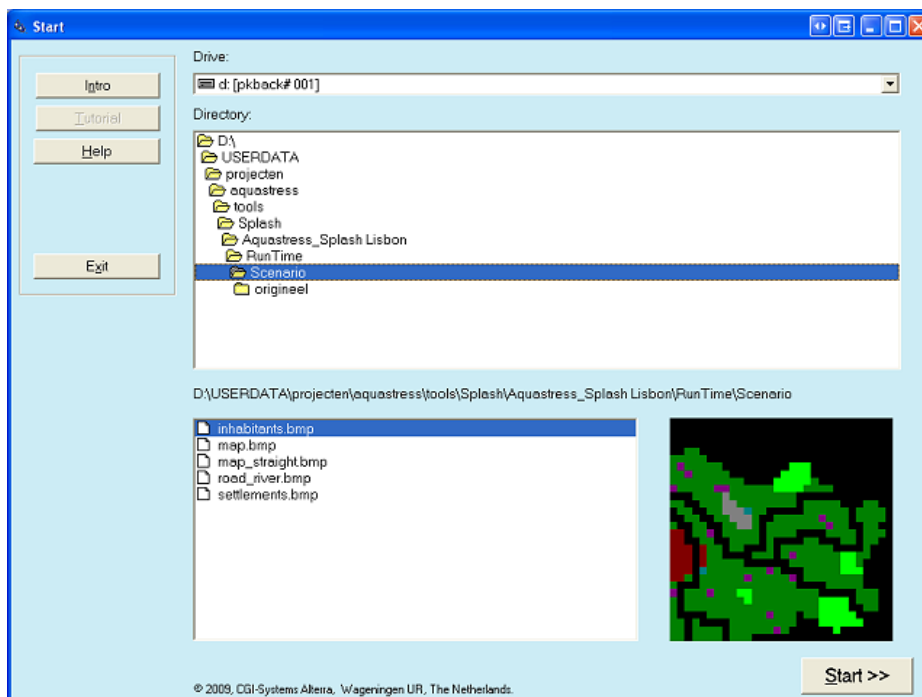 Start
Drive:
Intro
d: [pkback# 001]
Tutorial
Directory:
Help
D:\
USERDATA
projecten
aquastress
tools
Splash
Aquastress_Splash Lisbon
RunTime
Exit
Scenario
origineel
D:\USERDATA\projecten\aquastress\tools\Splash\Aquastress_Splash Lisbon\RunTime\Scenario
inhabitants.bmp
map.bmp
map_straight.bmp
road_river.bmp
settlements.bmp
Start >>
© 2009, CGI-Systems Alterra, Wageningen UR, The Netherlands.